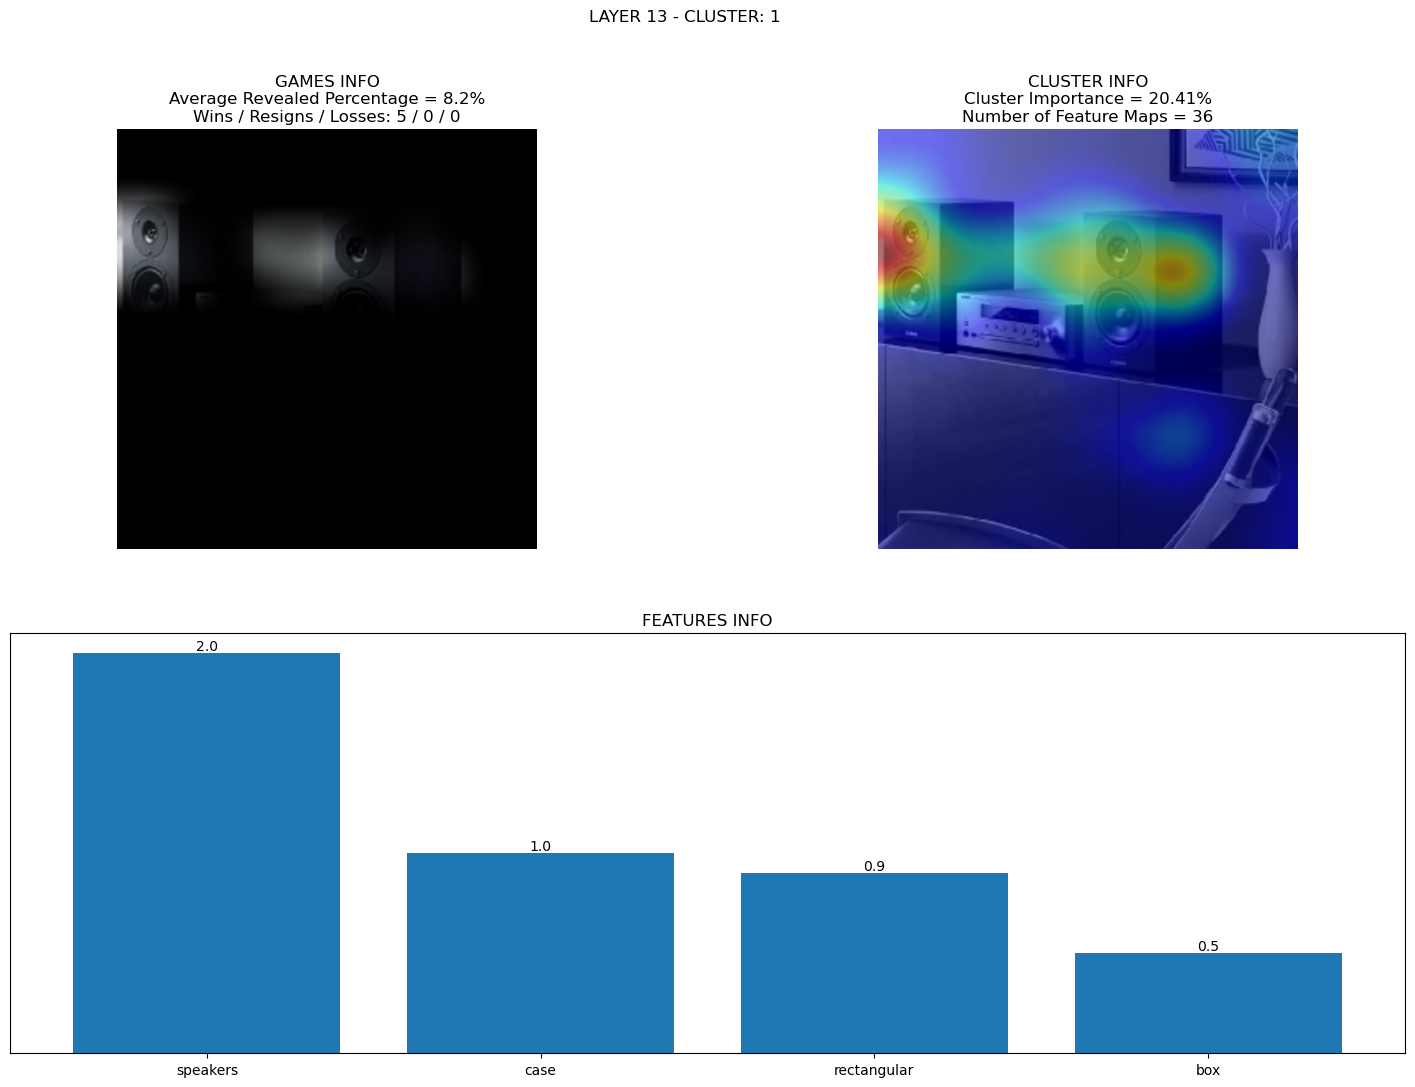 LAYER 13 - CLUSTER: 1
GAMES INFO
Average Revealed Percentage = 8.2%
Wins / Resigns / Losses: 5 / 0 / 0
CLUSTER INFO
Cluster Importance = 20.41%
Number of Feature Maps = 36
FEATURES INFO
2.0
1.0
0.9
0.5
speakers
case
rectangular
box